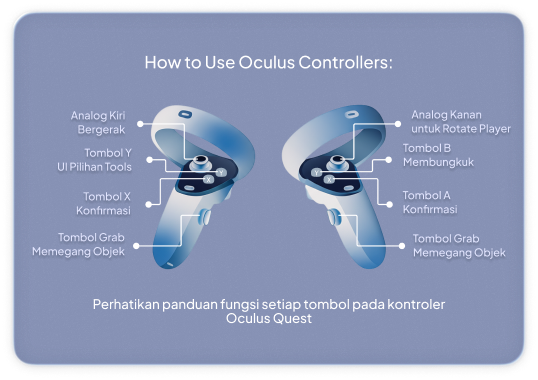 How to Use Oculus Controllers:
Analog Kiri
Bergerak
Tombol Y
UI Pilihan Tools
Tombol X
Konfirmasi
Tombol Grab
Memegang Objek
Y
X
Analog Kanan
untuk Rotate Player
Tombol B
Membungkuk
Tombol A
Konfirmasi
Tombol Grab
Memegang Objek
Y
X
Perhatikan panduan fungsi setiap tombol pada kontroler
Oculus Quest